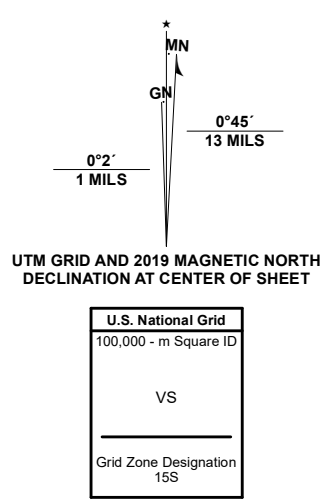 ★
MN
GN
0°45´
13 MILS
0°2´
1 MILS
UTM GRID AND 2019 MAGNETIC NORTH
DECLINATION AT CENTER OF SHEET
U.S. National Grid
100,000 - m Square ID
VS
Grid Zone Designation
15S